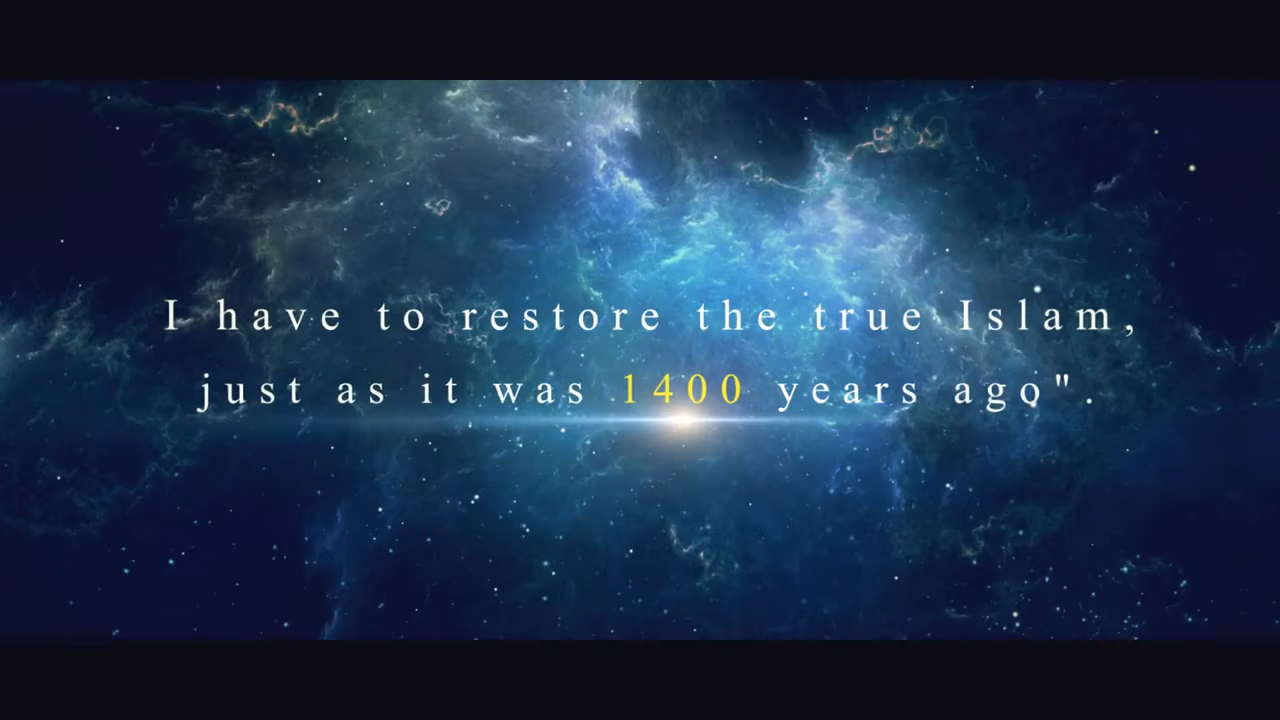 I have to restore the true Islam,
just as it was 1400 years ago".